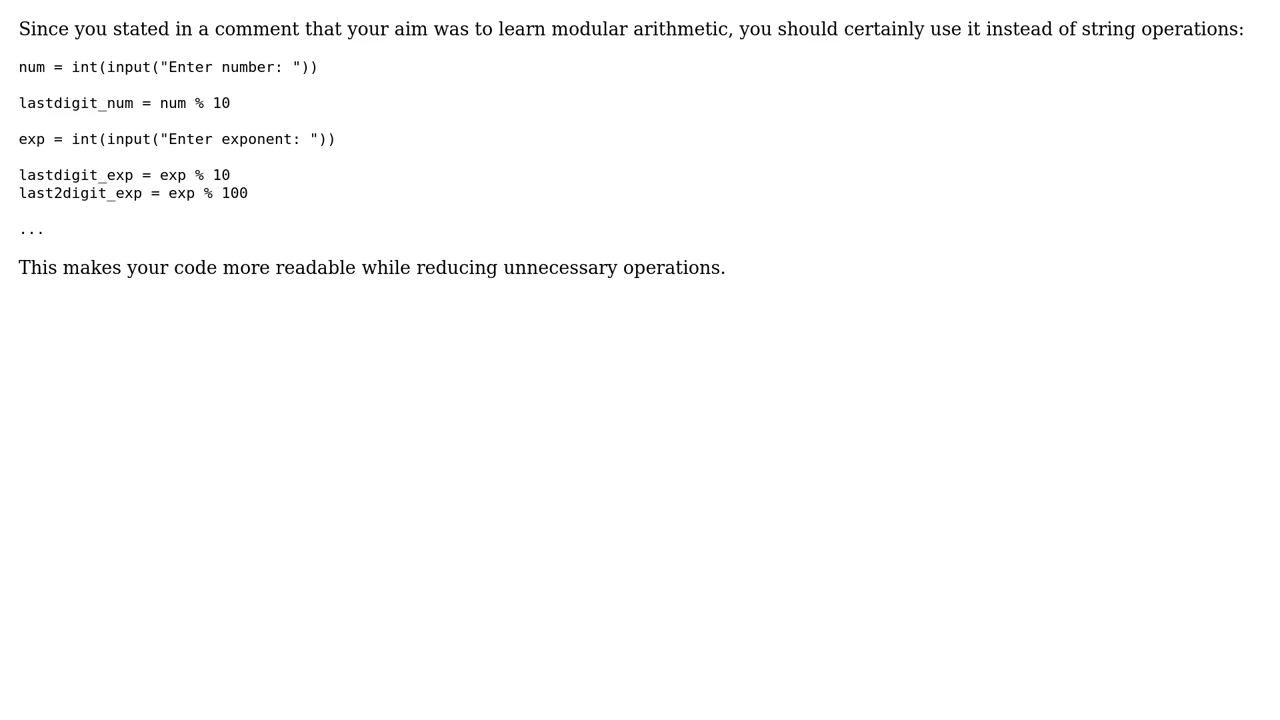 Since you stated in a comment that your aim was to learn modular arithmetic, you should certainly use it instead of string operations:
num = int(input("Enter number: "))
lastdigit_num = num % 10
exp = int(input("Enter exponent: "))
lastdigit_exp = exp % 10
last2digit_exp = exp % 100
...
This makes your code more readable while reducing unnecessary operations.